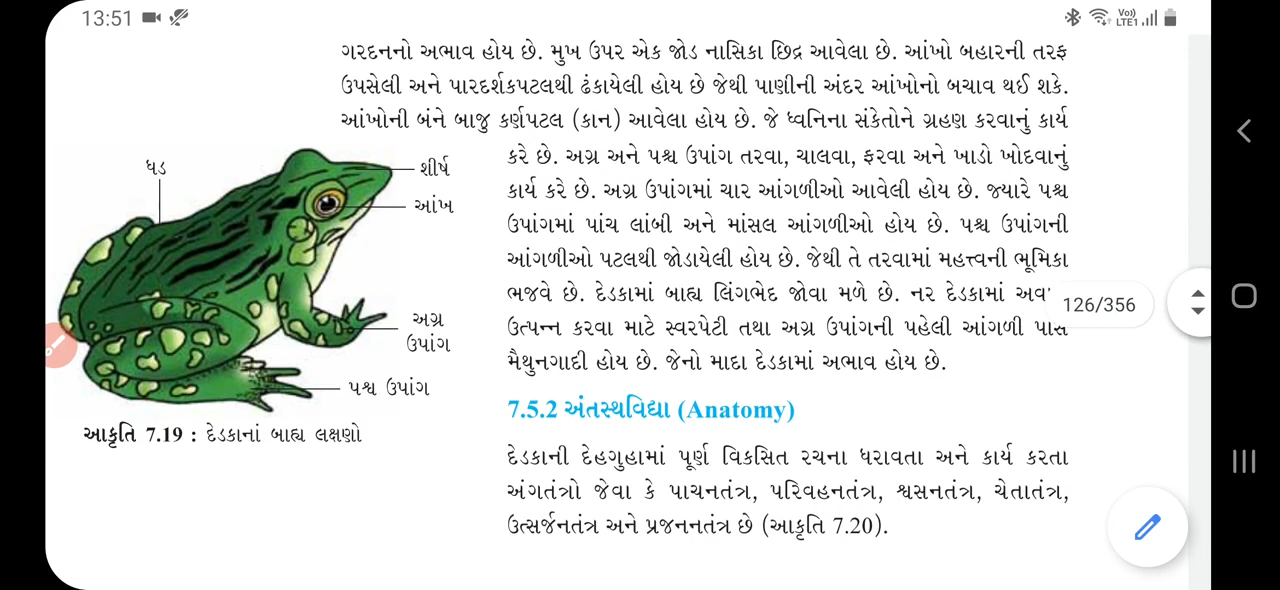 13:51
Vo))
LTE1
ગરદનનો અભાવ હોય છે. મુખ ઉપર એક જોડ નાસિકા છિદ્ર આવેલા છે. આંખો બહારની તરફ
ઉપસેલી અને પારદર્શકપટલથી ઢંકાયેલી હોય છે જેથી પાણીની અંદર આંખોનો બચાવ થઈ શકે.
આંખોની બંને બાજુ કર્ણપટલ (કાન) આવેલા હોય છે. જે ધ્વનિના સંકેતોને ગ્રહણ કરવાનું કાર્ય
કરે છે. અગ્ર અને પશ્ચ ઉપાંગ તરવા, ચાલવા, ફરવા અને ખાડો ખોદવાનું
કાર્ય કરે છે. અગ્ર ઉપાંગમાં ચાર આંગળીઓ આવેલી હોય છે. જ્યારે પશ્ચ
ઉપાંગમાં પાંચ લાંબી અને માંસલ આંગળીઓ હોય છે. પશ્ચ ઉપાંગની
આંગળીઓ પટલથી જોડાયેલી હોય છે. જેથી તે તરવામાં મહત્ત્વની ભૂમિકા
ભજવે છે. દેડકામાં બાહ્ય લિંગભેદ જોવા મળે છે. નર દેડકામાં
ઉત્પન્ન કરવા માટે સ્વરપેટી તથા અગ્ર ઉપાંગની પહેલી આંગળી પાસે
મૈથુનગાદી હોય છે. જેનો માદા દેડકામાં અભાવ હોય છે.
126/356
ધડ
શીર્ષ
આંખ
અગ્ર
ઉપાંગ
પશ્ચ ઉપાંગ
આકૃતિ 7.19 : દેડકાનાં બાહ્ય લક્ષણો
7.5.2 અંતસ્થવિદ્યા (Anatomy)
દેડકાની દેહગુહામાં પૂર્ણ વિકસિત રચના ધરાવતા અને કાર્ય કરતા
અંગતંત્રો જેવા કે પાચનતંત્ર, પરિવહનતંત્ર, શ્વસનતંત્ર, ચેતાતંત્ર,
ઉત્સર્જનતંત્ર અને પ્રજનનતંત્ર છે (આકૃતિ 7.20).